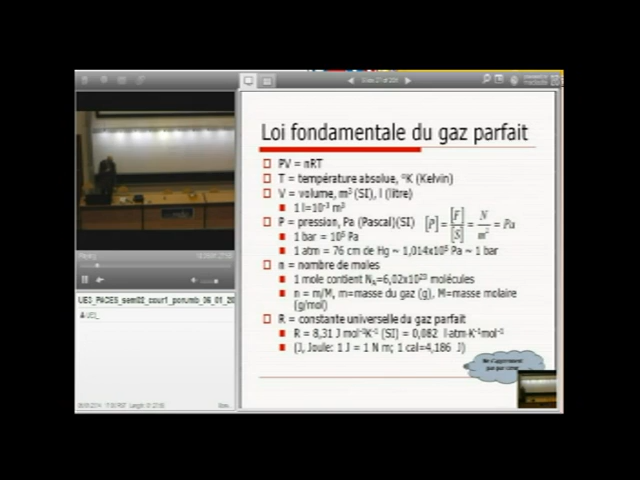 Loi fondamentale du gaz parfait
PV = nRT
T = température absolue, °K (Kelvin)
V = volume, m³ (SI), l (litre)
1 l=10⁻³ m³
P = pression, Pa (Pascal)(SI) [P] = [F]/[S] = N/m² = Pa
1 bar = 10⁵ Pa
1 atm = 76 cm de Hg ~ 1,014x10⁵ Pa ~ 1 bar
n = nombre de moles
1 mole contient N_A=6,02x10²³ molécules
n = m/M, m=masse du gaz (g), M=masse molaire
(g/mol)
R = constante universelle du gaz parfait
R = 8,31 J mol⁻¹K⁻¹ (SI) = 0,082 l·atm·K⁻¹mol⁻¹
(J, Joule: 1 J = 1 N m; 1 cal=4,186 J)
UE3_PACES_sem02_cour1_porumb_06_01_20
UE3_